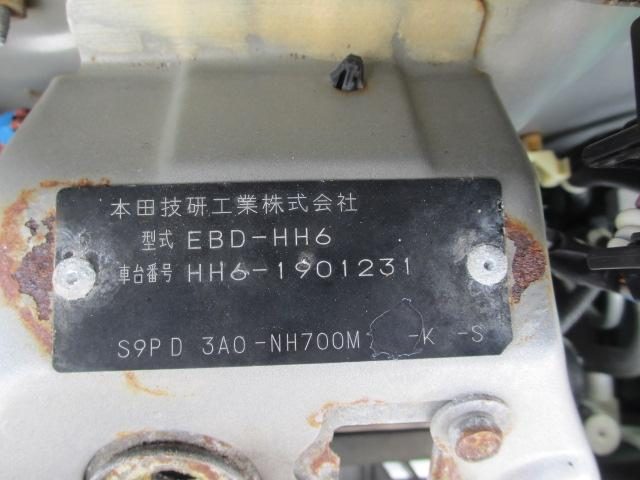 本田技研工業株式会社
型式 EBD-HH6
車台番号 HH6-1901231
S9PD 3A0-NH700M -K -S